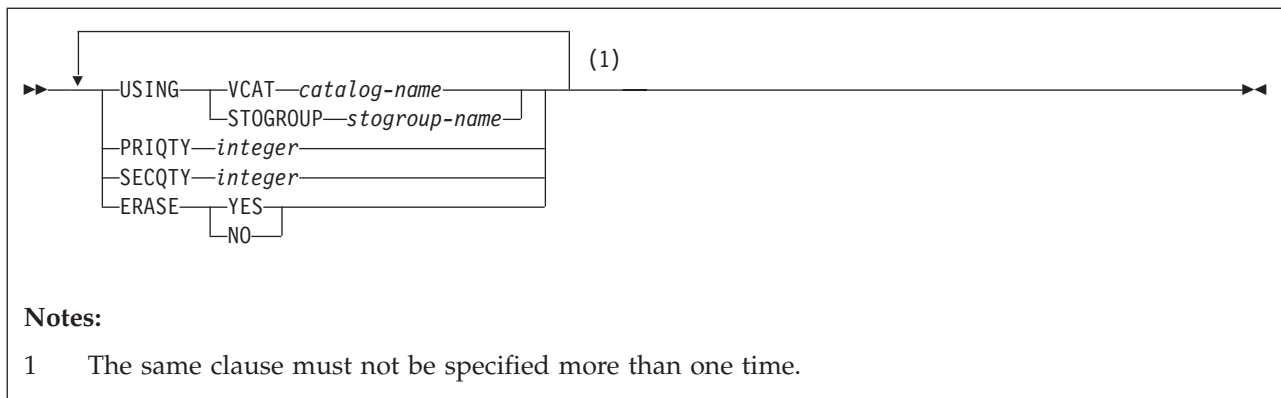 (1)
USING VCAT catalog-name
STOGROUP stogroup-name
PRIQTY integer
SECQTY integer
ERASE YES
NO
Notes:
1 The same clause must not be specified more than one time.